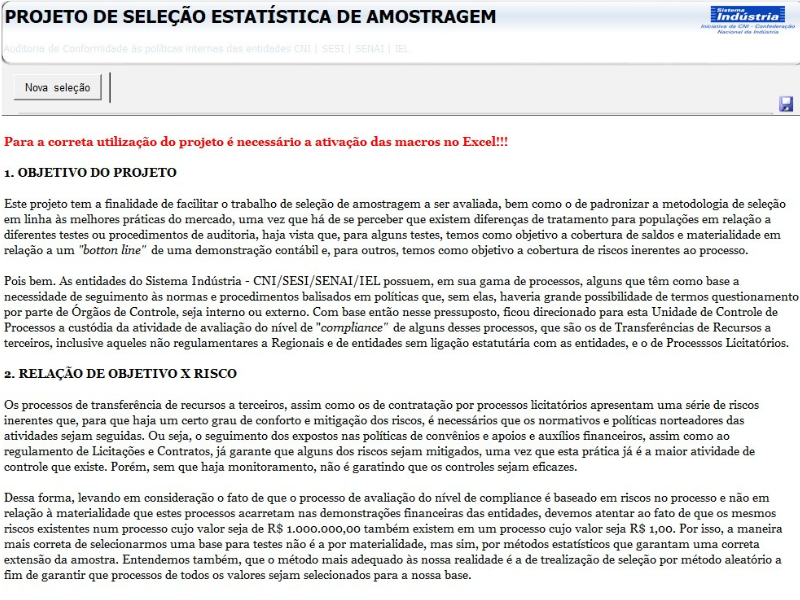 PROJETO DE SELEÇÃO ESTATÍSTICA DE AMOSTRAGEM
Sistema
Indústria
Iniciativa da CNI - Confederação
Nacional da Indústria
Auditoria de Conformidade às políticas internas das entidades CNI | SESI | SENAI | IEL
Nova seleção
Para a correta utilização do projeto é necessário a ativação das macros no Excel!!!
1. OBJETIVO DO PROJETO
Este projeto tem a finalidade de facilitar o trabalho de seleção de amostragem a ser avaliada, bem como o de padronizar a metodologia de seleção
em linha às melhores práticas do mercado, uma vez que há de se perceber que existem diferenças de tratamento para populações em relação a
diferentes testes ou procedimentos de auditoria, haja vista que, para alguns testes, temos como objetivo a cobertura de saldos e materialidade em
relação a um "botton line" de uma demonstração contábil e, para outros, temos como objetivo a cobertura de riscos inerentes ao processo.
Pois bem. As entidades do Sistema Indústria - CNI/SESI/SENAI/IEL possuem, em sua gama de processos, alguns que têm como base a
necessidade de seguimento às normas e procedimentos balisados em políticas que, sem elas, haveria grande possibilidade de termos questionamento
por parte de Órgãos de Controle, seja interno ou externo. Com base então nesse pressuposto, ficou direcionado para esta Unidade de Controle de
Processos a custódia da atividade de avaliação do nível de "compliance" de alguns desses processos, que são os de Transferências de Recursos a
terceiros, inclusive aqueles não regulamentares a Regionais e de entidades sem ligação estatutária com as entidades, e o de Processsos Licitatórios.
2. RELAÇÃO DE OBJETIVO X RISCO
Os processos de transferência de recursos a terceiros, assim como os de contratação por processos licitatórios apresentam uma série de riscos
inerentes que, para que haja um certo grau de conforto e mitigação dos riscos, é necessários que os normativos e políticas norteadores das
atividades sejam seguidas. Ou seja, o seguimento dos expostos nas políticas de convênios e apoios e auxílios financeiros, assim como ao
regulamento de Licitações e Contratos, já garante que alguns dos riscos sejam mitigados, uma vez que esta prática já é a maior atividade de
controle que existe. Porém, sem que haja monitoramento, não é garantindo que os controles sejam eficazes.
Dessa forma, levando em consideração o fato de que o processo de avaliação do nível de compliance é baseado em riscos no processo e não em
relação à materialidade que estes processos acarretam nas demonstrações financeiras das entidades, devemos atentar ao fato de que os mesmos
riscos existentes num processo cujo valor seja de R$ 1.000.000,00 também existem em um processo cujo valor seja R$ 1,00. Por isso, a maneira
mais correta de selecionarmos uma base para testes não é a por materialidade, mas sim, por métodos estatísticos que garantam uma correta
extensão da amostra. Entendemos também, que o método mais adequado às nossa realidade é a de trealização de seleção por método aleatório a
fim de garantir que processos de todos os valores sejam selecionados para a nossa base.